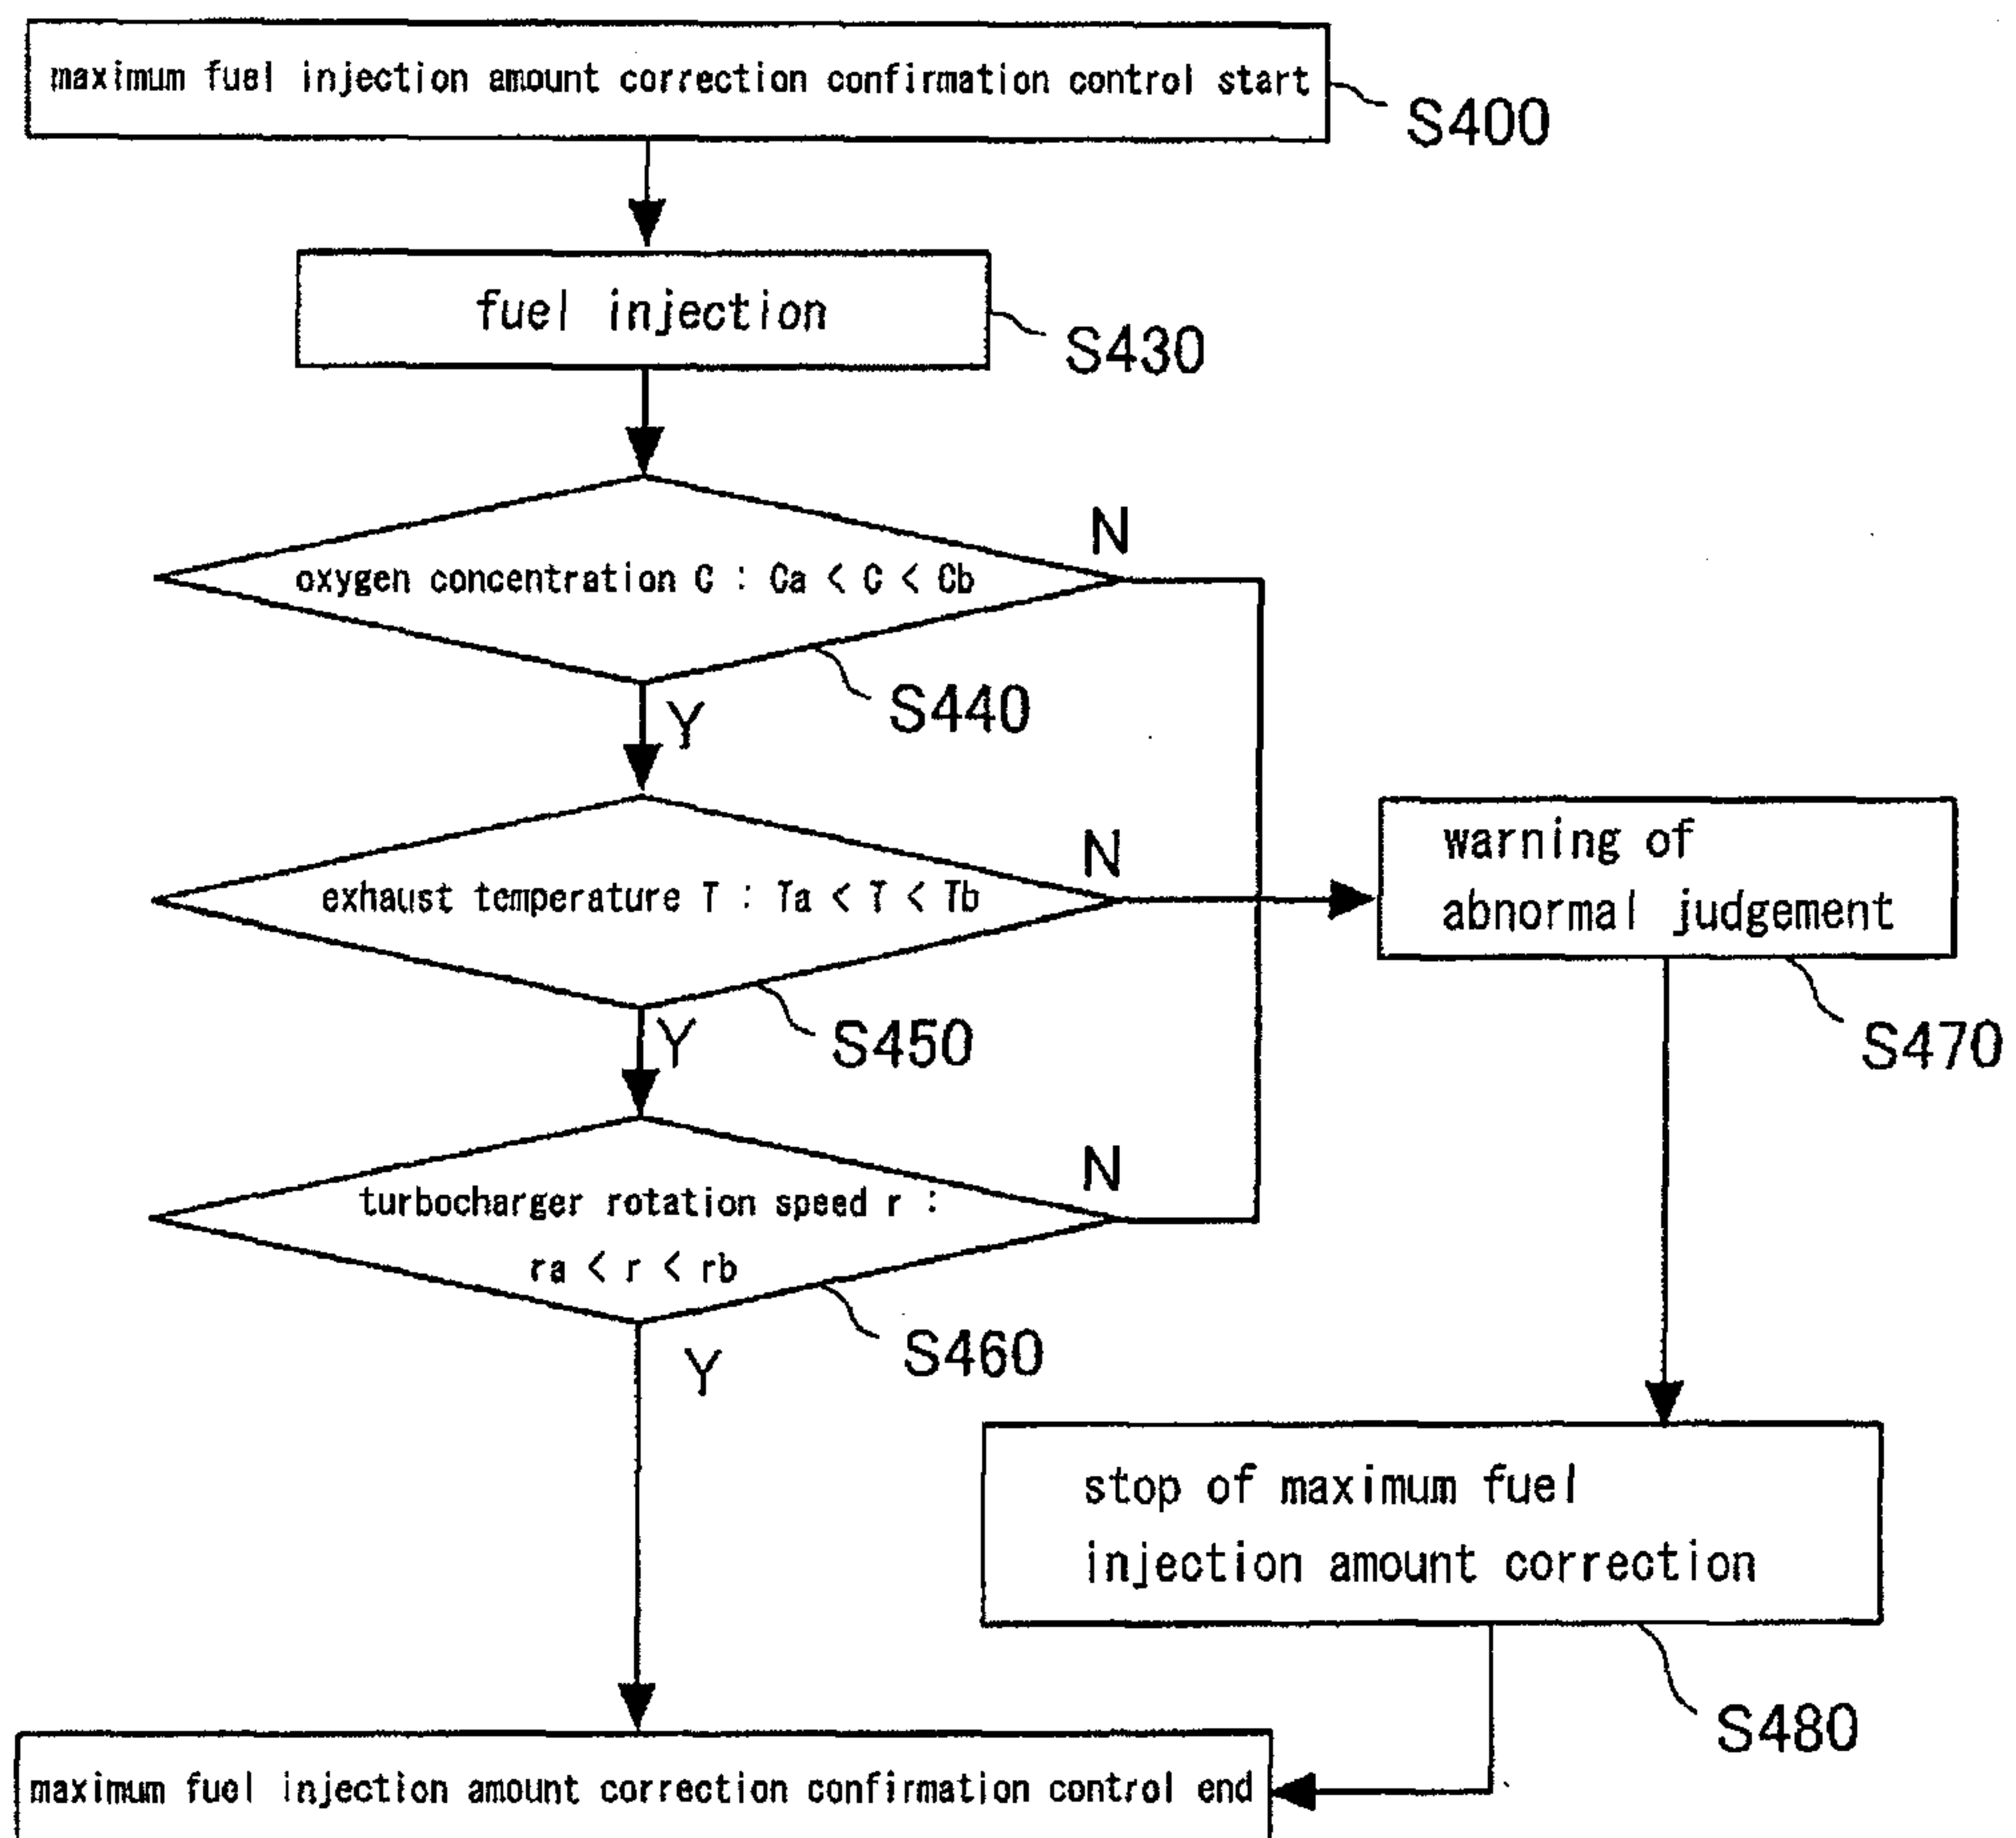 maximum fuel injection amount correction confirmation control start
S400
fuel injection
S430
N
oxygen concentration C : Ca < C < Cb
S440
Y
N
exhaust temperature T : Ta < T < Tb
warning of
abnormal judgement
S450
S470
Y
N
turbocharger rotation speed r :
ra < r < rb
S460
Y
stop of maximum fuel
injection amount correction
S480
maximum fuel injection amount correction confirmation control end